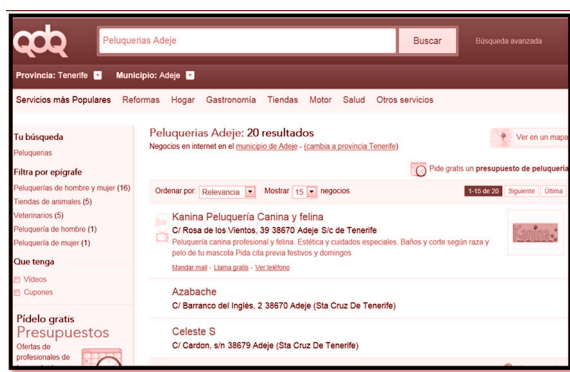 qdq
Peluquerias Adeje
Buscar
Búsqueda avanzada
Provincia: Tenerife
Municipio: Adeje
Servicios más Populares Reformas Hogar Gastronomía Tiendas Motor Salud Otros servicios
Tu búsqueda
Peluquerias
Filtra por epígrafe
Peluquerías de hombre y mujer (16)
Tiendas de animales (5)
Veterinarios (5)
Peluquería de hombre (1)
Peluquería de mujer (1)
Que tenga
Vídeos
Cupones
Pídelo gratis
Presupuestos
Ofertas de
profesionales de
Peluquerias Adeje: 20 resultados
Negocios en internet en el municipio de Adeje - (cambia a provincia Tenerife)
Ver en un mapa
Pide gratis un presupuesto de peluqueria
Ordenar por: Relevancia Mostrar 15 negocios
1-15 de 20 Siguiente Última
Kanina Peluquería Canina y felina
C/ Rosa de los Vientos, 39 38670 Adeje S/c de Tenerife
Peluquería canina profesional y felina. Estética y cuidados especiales. Baños y corte según raza y
pelo de tu mascota Pida cita previa festivos y domingos
Mandar mail - Llama gratis - Ver teléfono
Kanina
Azabache
C/ Barranco del Inglés, 2 38670 Adeje (Sta Cruz De Tenerife)
Celeste S
C/ Cardon, s/n 38679 Adeje (Sta Cruz De Tenerife)